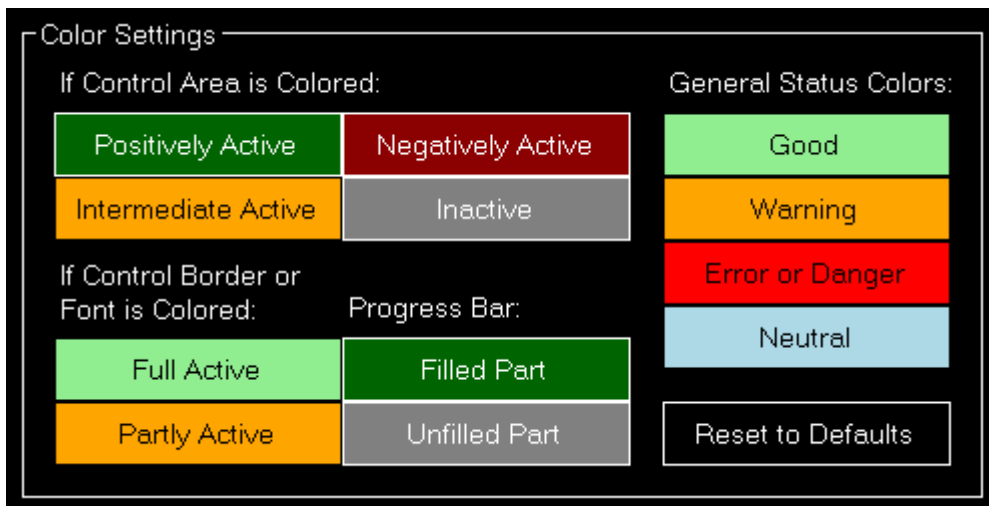 Color Settings
If Control Area is Colored:
Positively Active
Negatively Active
Intermediate Active
Inactive
If Control Border or
Font is Colored:
Full Active
Partly Active
Progress Bar:
Filled Part
Unfilled Part
General Status Colors:
Good
Warning
Error or Danger
Neutral
Reset to Defaults